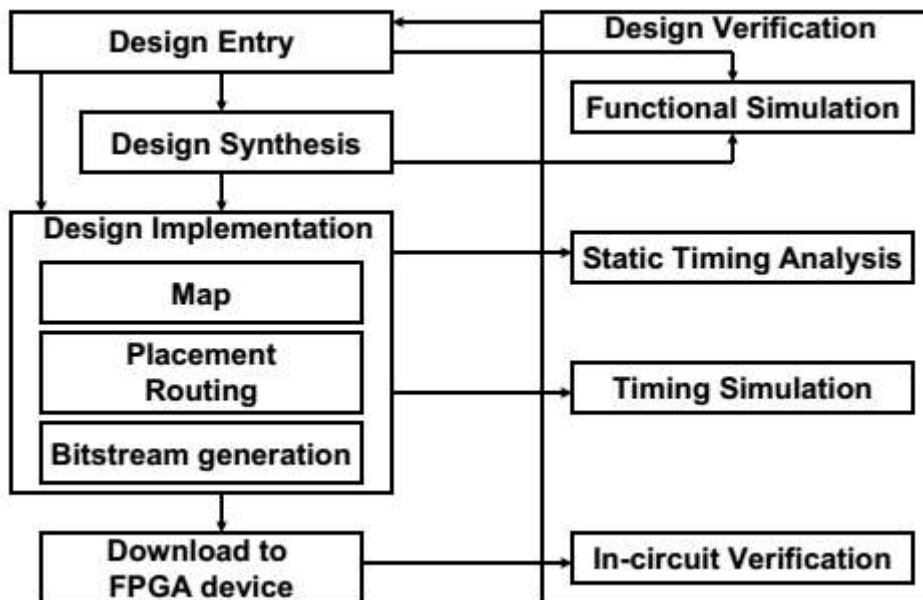 Design Entry
Design Synthesis
Design Implementation
Map
Placement
Routing
Bitstream generation
Download to
FPGA device
Design Verification
Functional Simulation
Static Timing Analysis
Timing Simulation
In-circuit Verification